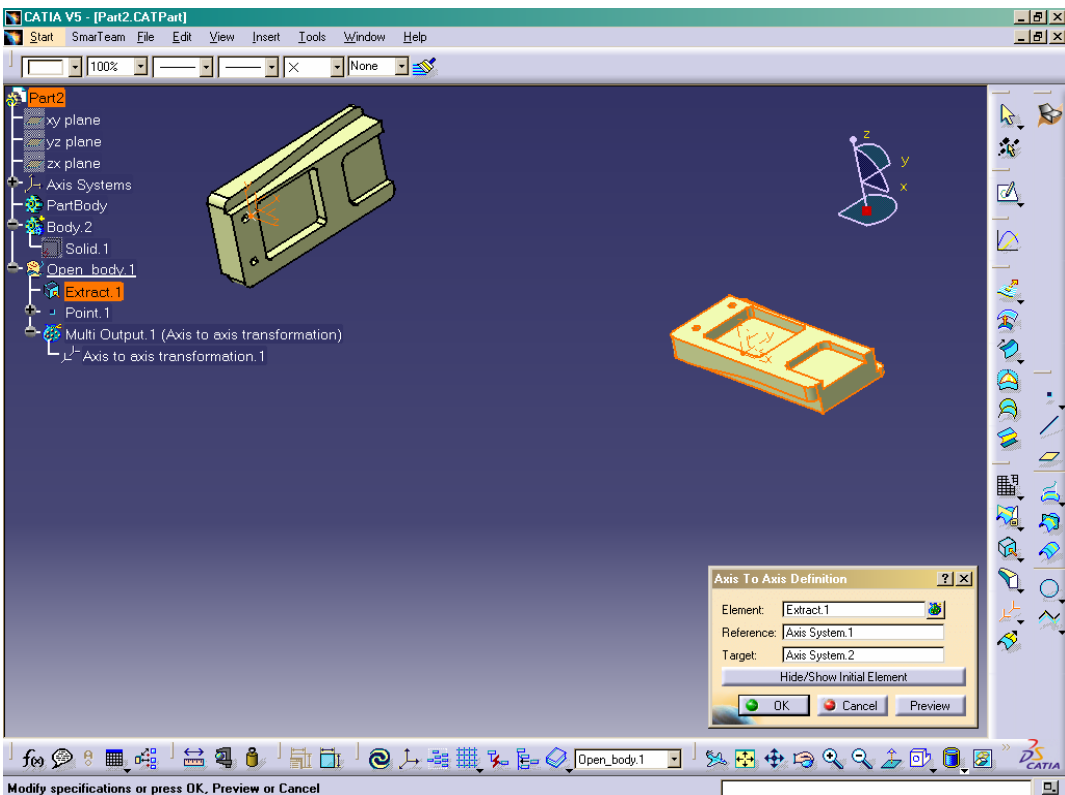 CATIA V5 - [Part2.CATPart]
Start SmarTeam File Edit View Insert Tools Window Help
100% None
Part2
xy plane
yz plane
zx plane
Axis Systems
PartBody
Body.2
Solid.1
Open_body.1
Extract.1
Point.1
Multi Output.1 (Axis to axis transformation)
Axis to axis transformation.1
z
y
x
Axis To Axis Definition
Element: Extract.1
Reference: Axis System.1
Target: Axis System.2
Hide/Show Initial Element
OK Cancel Preview
f(x) Open_body.1
CATIA
Modify specifications or press OK, Preview or Cancel